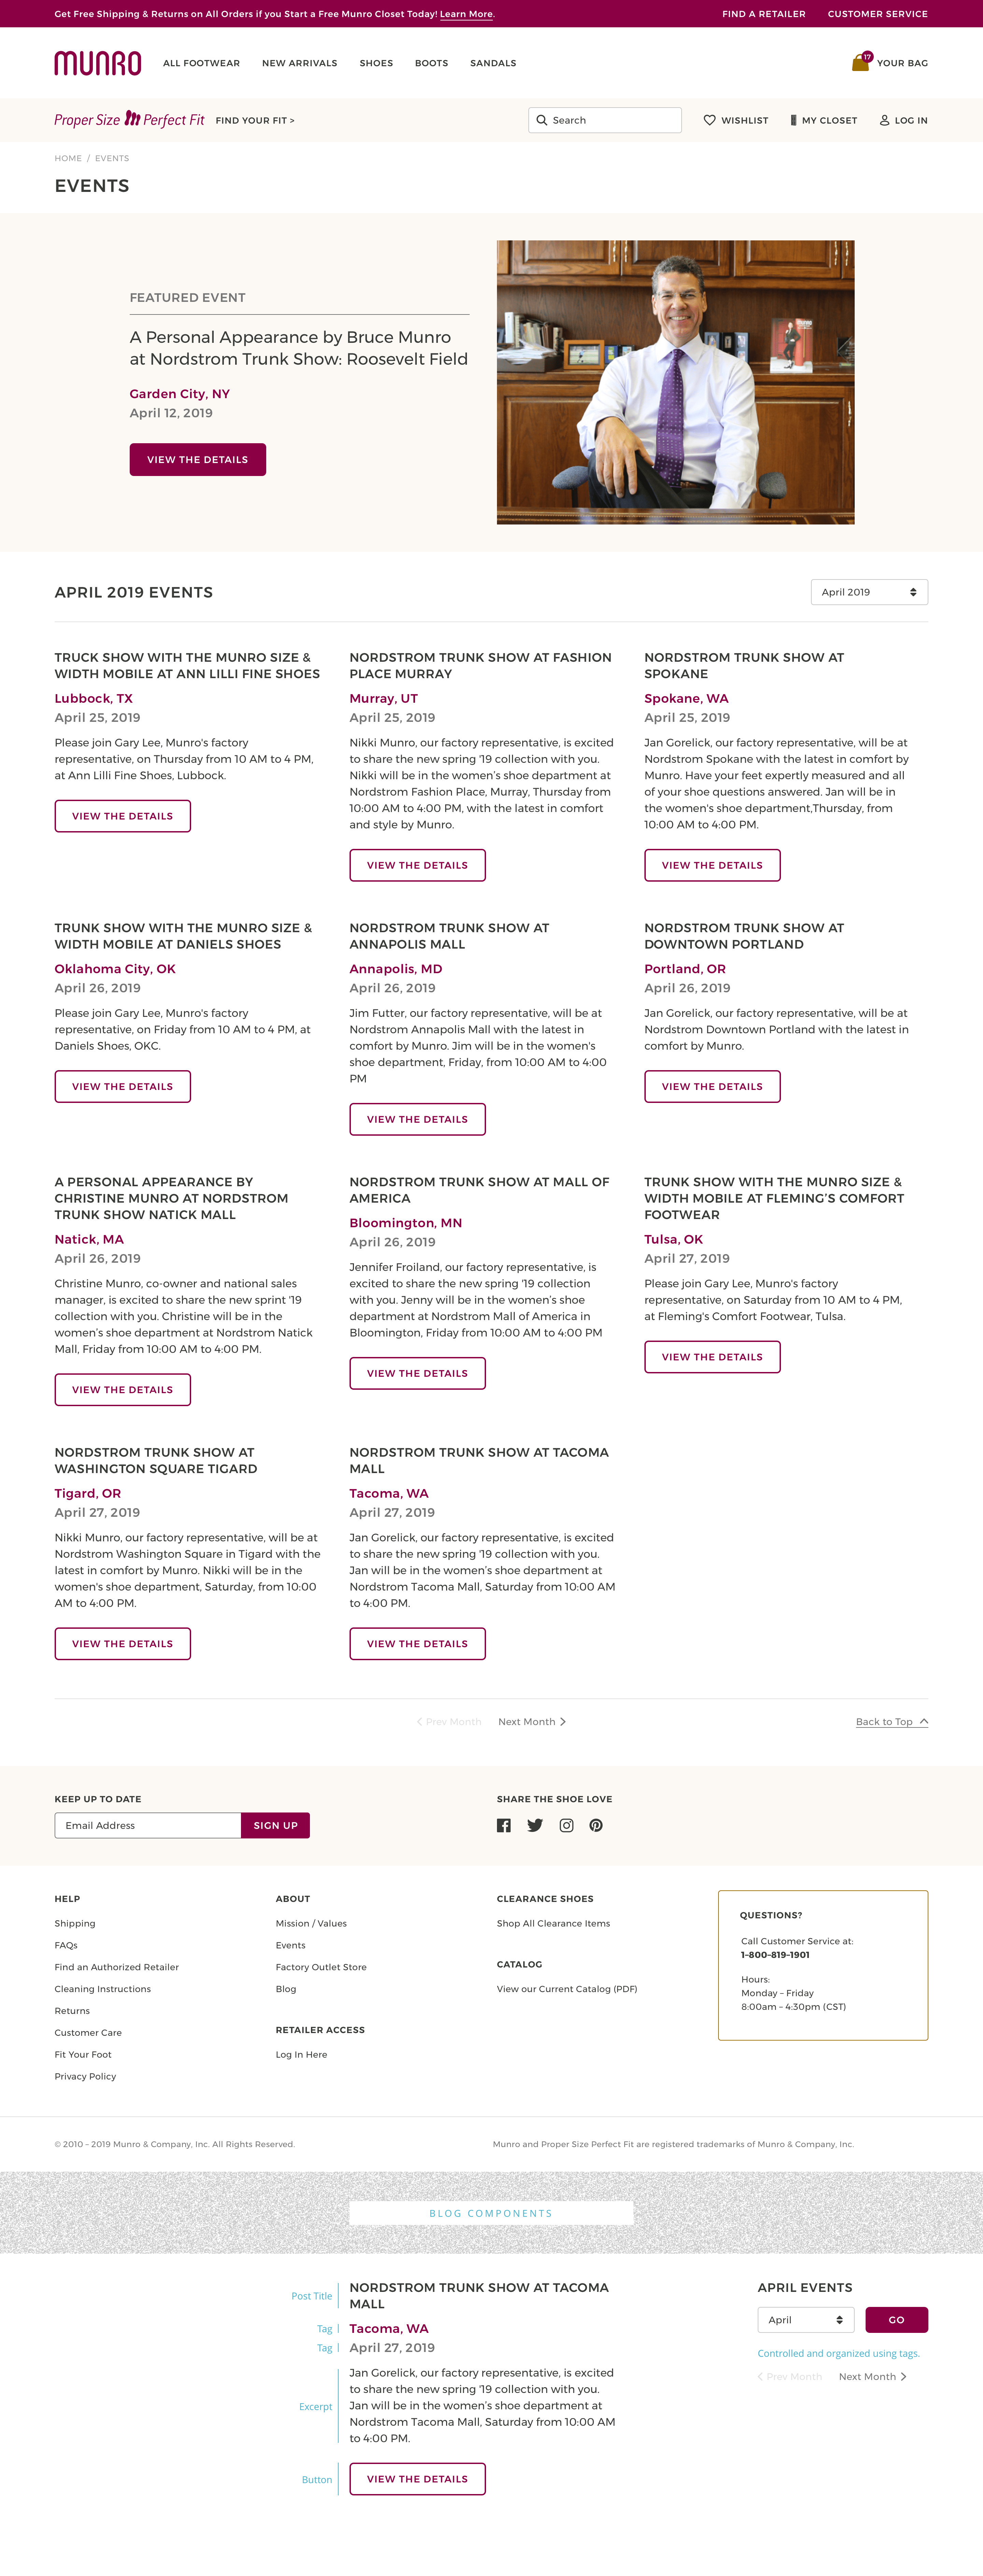 Get Free Shipping & Returns on All Orders if you Start a Free Munro Closet Today! Learn More.
FIND A RETAILER
CUSTOMER SERVICE
MUNRO
ALL FOOTWEAR
NEW ARRIVALS
SHOES
BOOTS
SANDALS
17
YOUR BAG
Proper Size Perfect Fit
FIND YOUR FIT >
Search
WISHLIST
MY CLOSET
LOG IN
HOME / EVENTS
EVENTS
FEATURED EVENT
A Personal Appearance by Bruce Munro
at Nordstrom Trunk Show: Roosevelt Field
Garden City, NY
April 12, 2019
VIEW THE DETAILS
APRIL 2019 EVENTS
April 2019
TRUCK SHOW WITH THE MUNRO SIZE &
WIDTH MOBILE AT ANN LILLI FINE SHOES
Lubbock, TX
April 25, 2019
Please join Gary Lee, Munro's factory
representative, on Thursday from 10 AM to 4 PM,
at Ann Lilli Fine Shoes, Lubbock.
VIEW THE DETAILS
NORDSTROM TRUNK SHOW AT FASHION
PLACE MURRAY
Murray, UT
April 25, 2019
Nikki Munro, our factory representative, is excited
to share the new spring '19 collection with you.
Nikki will be in the women's shoe department at
Nordstrom Fashion Place, Murray, Thursday from
10:00 AM to 4:00 PM, with the latest in comfort
and style by Munro.
VIEW THE DETAILS
NORDSTROM TRUNK SHOW AT
SPOKANE
Spokane, WA
April 25, 2019
Jan Gorelick, our factory representative, will be at
Nordstrom Spokane with the latest in comfort by
Munro. Have your feet expertly measured and all
of your shoe questions answered. Jan will be in
the women's shoe department,Thursday, from
10:00 AM to 4:00 PM.
VIEW THE DETAILS
TRUNK SHOW WITH THE MUNRO SIZE &
WIDTH MOBILE AT DANIELS SHOES
Oklahoma City, OK
April 26, 2019
Please join Gary Lee, Munro's factory
representative, on Friday from 10 AM to 4 PM, at
Daniels Shoes, OKC.
VIEW THE DETAILS
NORDSTROM TRUNK SHOW AT
ANNAPOLIS MALL
Annapolis, MD
April 26, 2019
Jim Futter, our factory representative, will be at
Nordstrom Annapolis Mall with the latest in
comfort by Munro. Jim will be in the women's
shoe department, Friday, from 10:00 AM to 4:00
PM
VIEW THE DETAILS
NORDSTROM TRUNK SHOW AT
DOWNTOWN PORTLAND
Portland, OR
April 26, 2019
Jan Gorelick, our factory representative, will be at
Nordstrom Downtown Portland with the latest in
comfort by Munro.
VIEW THE DETAILS
A PERSONAL APPEARANCE BY
CHRISTINE MUNRO AT NORDSTROM
TRUNK SHOW NATICK MALL
Natick, MA
April 26, 2019
Christine Munro, co-owner and national sales
manager, is excited to share the new sprint '19
collection with you. Christine will be in the
women's shoe department at Nordstrom Natick
Mall, Friday from 10:00 AM to 4:00 PM.
VIEW THE DETAILS
NORDSTROM TRUNK SHOW AT MALL OF
AMERICA
Bloomington, MN
April 26, 2019
Jennifer Froiland, our factory representative, is
excited to share the new spring '19 collection
with you. Jenny will be in the women's shoe
department at Nordstrom Mall of America in
Bloomington, Friday from 10:00 AM to 4:00 PM
VIEW THE DETAILS
TRUNK SHOW WITH THE MUNRO SIZE &
WIDTH MOBILE AT FLEMING'S COMFORT
FOOTWEAR
Tulsa, OK
April 27, 2019
Please join Gary Lee, Munro's factory
representative, on Saturday from 10 AM to 4 PM,
at Fleming's Comfort Footwear, Tulsa.
VIEW THE DETAILS
NORDSTROM TRUNK SHOW AT
WASHINGTON SQUARE TIGARD
Tigard, OR
April 27, 2019
Nikki Munro, our factory representative, will be at
Nordstrom Washington Square in Tigard with the
latest in comfort by Munro. Nikki will be in the
women's shoe department, Saturday, from 10:00
AM to 4:00 PM.
VIEW THE DETAILS
NORDSTROM TRUNK SHOW AT TACOMA
MALL
Tacoma, WA
April 27, 2019
Jan Gorelick, our factory representative, is excited
to share the new spring '19 collection with you.
Jan will be in the women's shoe department at
Nordstrom Tacoma Mall, Saturday from 10:00 AM
to 4:00 PM.
VIEW THE DETAILS
Prev Month
Next Month
Back to Top
KEEP UP TO DATE
Email Address
SIGN UP
SHARE THE SHOE LOVE
HELP
Shipping
FAQs
Find an Authorized Retailer
Cleaning Instructions
Returns
Customer Care
Fit Your Foot
Privacy Policy
ABOUT
Mission / Values
Events
Factory Outlet Store
Blog
RETAILER ACCESS
Log In Here
CLEARANCE SHOES
Shop All Clearance Items
CATALOG
View our Current Catalog (PDF)
QUESTIONS?
Call Customer Service at:
1-800-819-1901
Hours:
Monday – Friday
8:00am – 4:30pm (CST)
© 2010 – 2019 Munro & Company, Inc. All Rights Reserved.
Munro and Proper Size Perfect Fit are registered trademarks of Munro & Company, Inc.
BLOG COMPONENTS
Post Title
NORDSTROM TRUNK SHOW AT TACOMA
MALL
Tag
Tacoma, WA
Tag
April 27, 2019
Excerpt
Jan Gorelick, our factory representative, is excited
to share the new spring '19 collection with you.
Jan will be in the women's shoe department at
Nordstrom Tacoma Mall, Saturday from 10:00 AM
to 4:00 PM.
Button
VIEW THE DETAILS
APRIL EVENTS
April
GO
Controlled and organized using tags.
Prev Month
Next Month